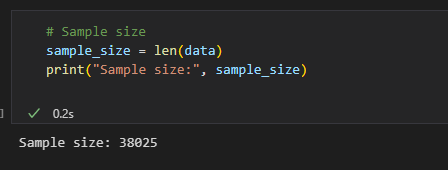 # Sample size
sample_size = len(data)
print("Sample size:", sample_size)
]
0.2s
Sample size: 38025